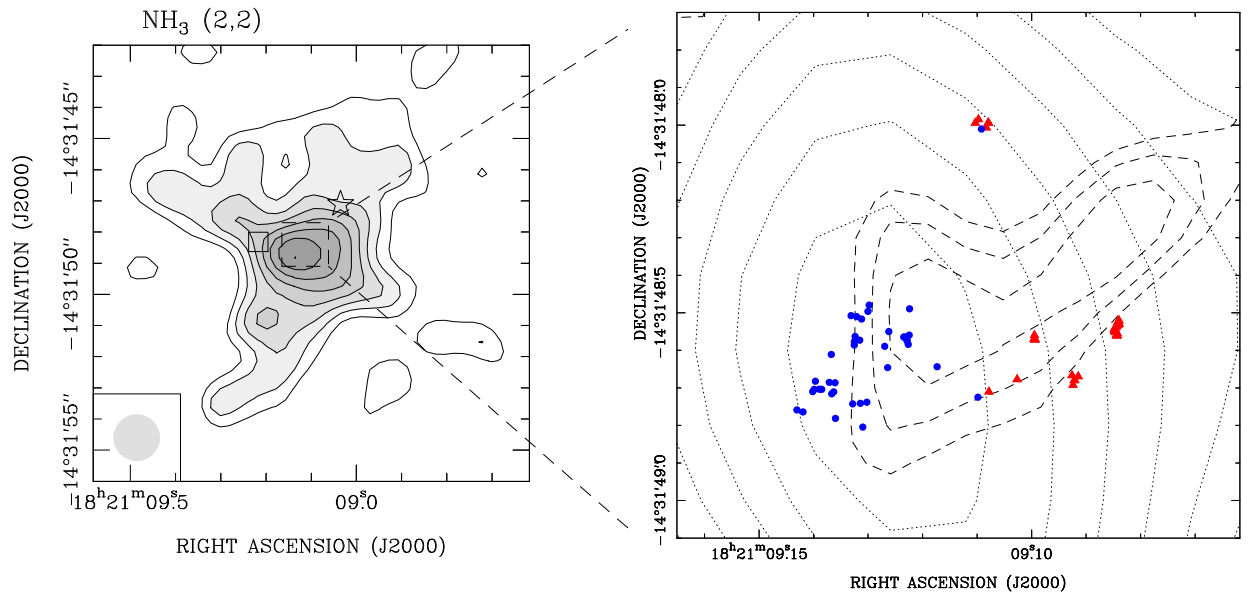 NH₃ (2,2)
DECLINATION (J2000)
−14°31′45″
−14°31′50″
−14°31′55″
18ʰ21ᵐ09ˢ.5
09ˢ.0
RIGHT ASCENSION (J2000)
DECLINATION (J2000)
−14°31′48″.0
−14°31′48″.5
−14°31′49″.0
18ʰ21ᵐ09ˢ.15
09ˢ.10
RIGHT ASCENSION (J2000)